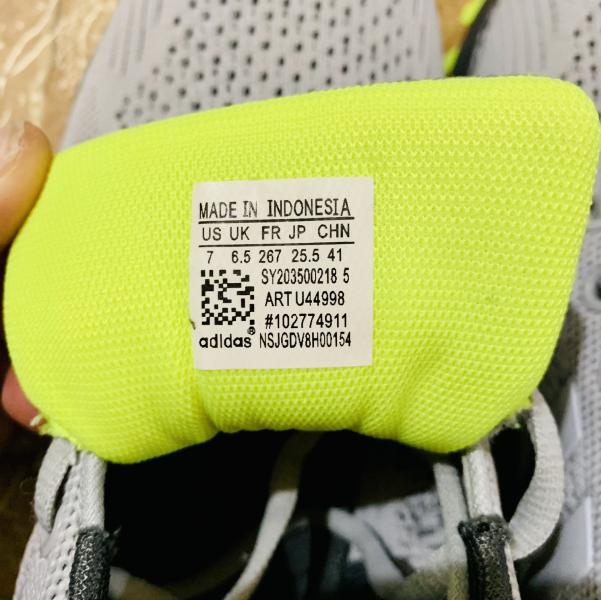 MADE IN INDONESIA
US UK FR JP CHN
7 6.5 267 25.5 41
SY203500218 5
ART U44998
#102774911
adidas® NSJGDV8H00154